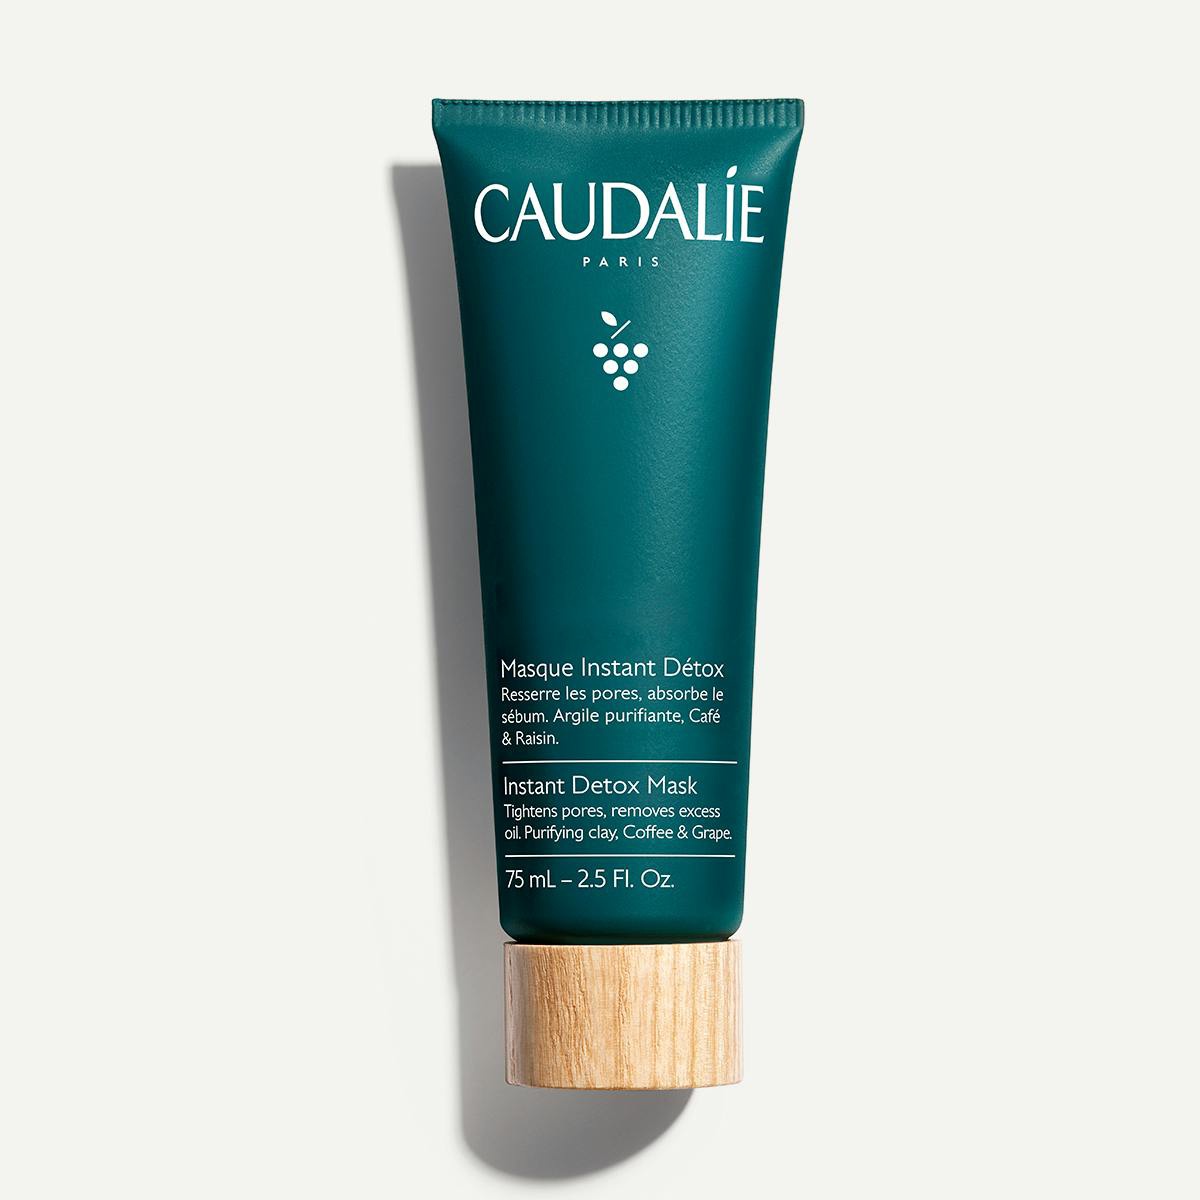 CAUDALÍE
PARIS
Masque Instant Détox
Resserre les pores, absorbe le
sébum. Argile purifiante, Café
& Raisin.
Instant Detox Mask
Tightens pores, removes excess
oil. Purifying clay, Coffee & Grape.
75 mL – 2.5 Fl. Oz.